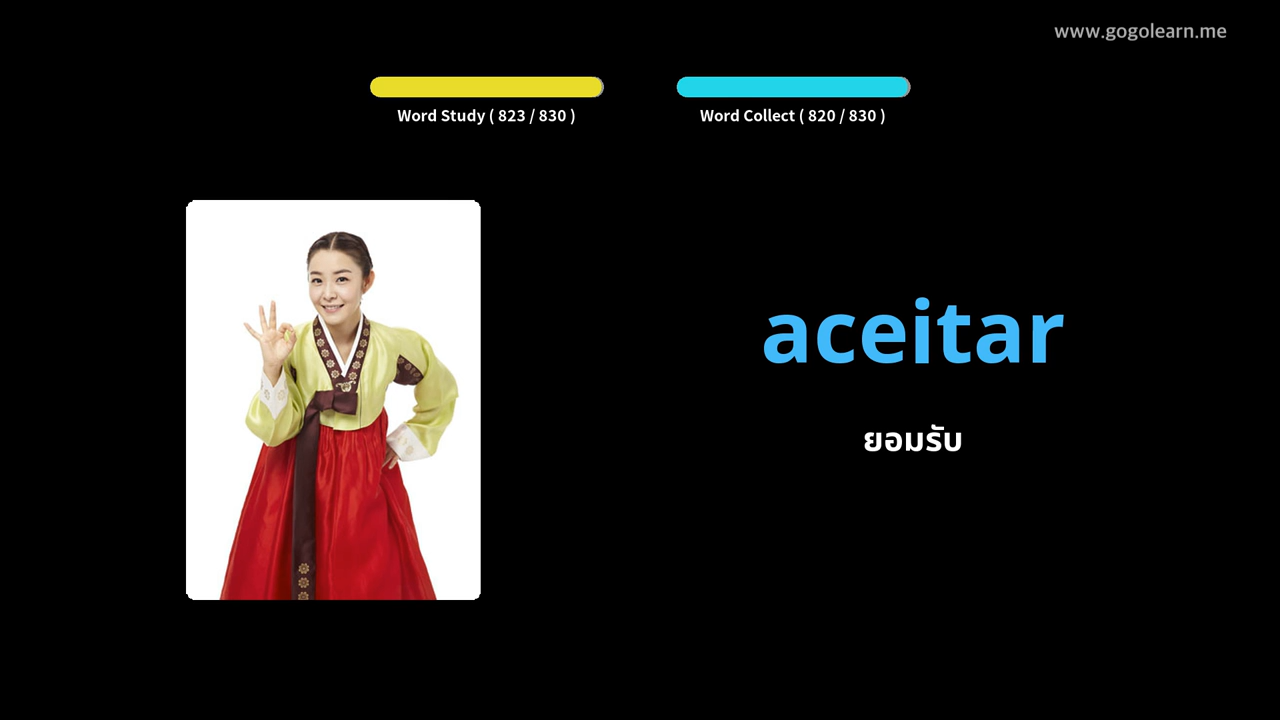 www.gogolearn.me
Word Study ( 823 / 830 )
Word Collect ( 820 / 830 )
aceitar
ยอมรับ